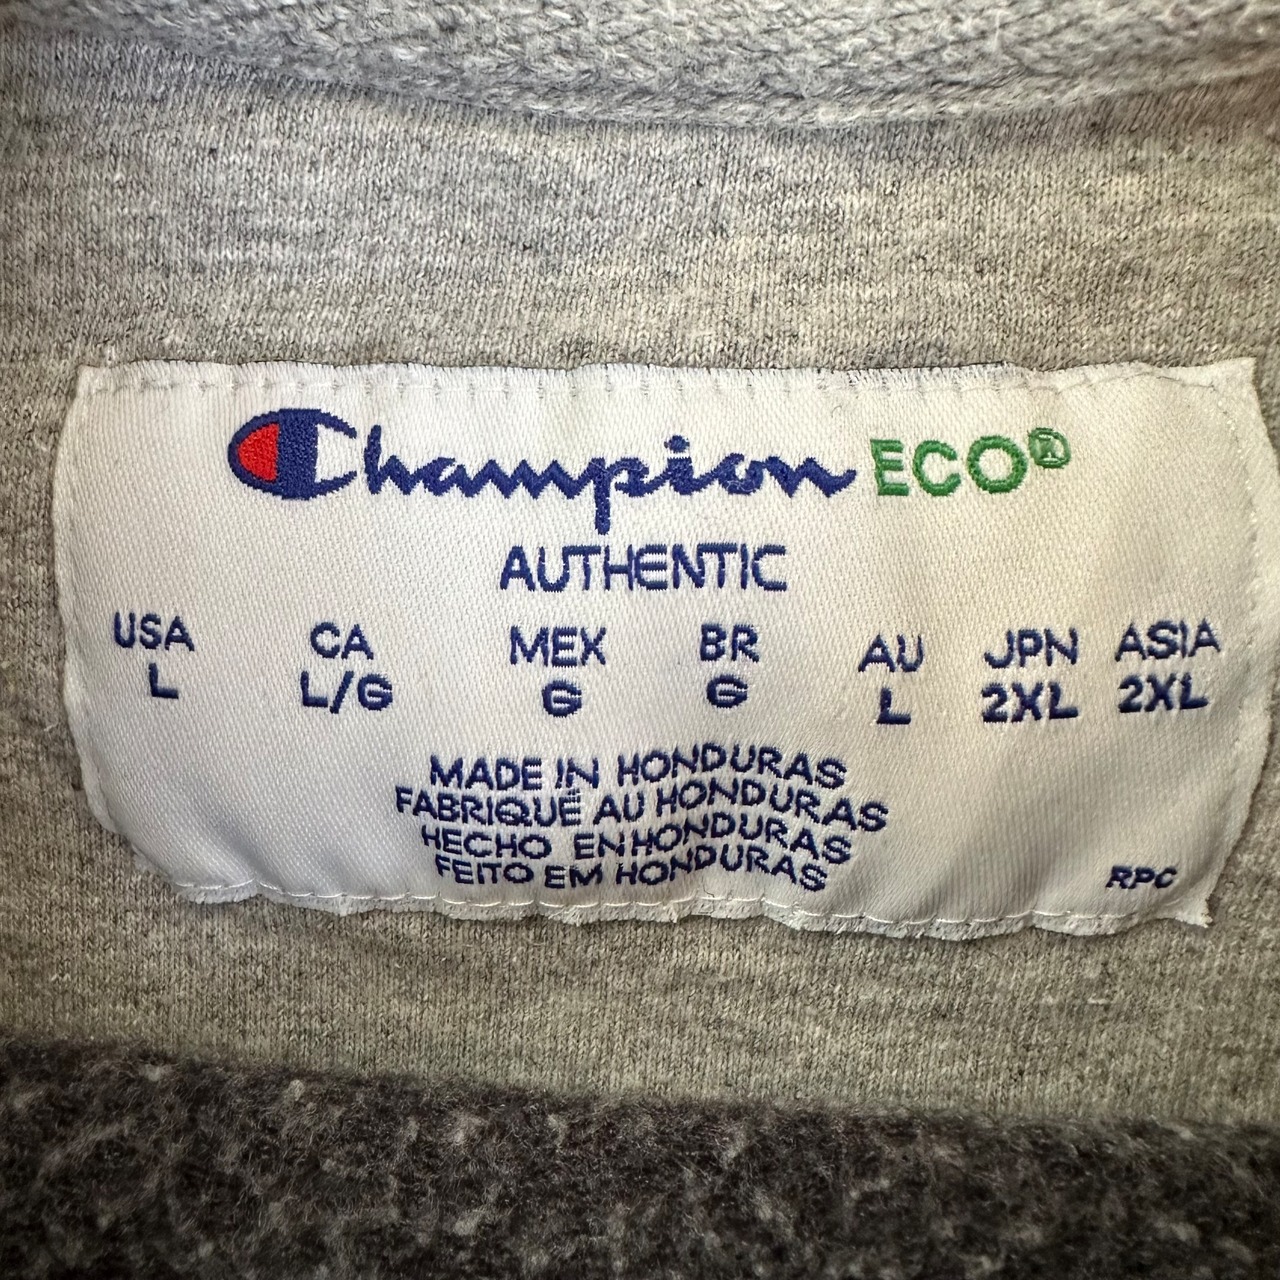 Champion ECO®
AUTHENTIC
USA CA MEX BR AU JPN ASIA
L L/G G G L 2XL 2XL
MADE IN HONDURAS
FABRIQUÉ AU HONDURAS
HECHO EN HONDURAS
FEITO EM HONDURAS
RPC